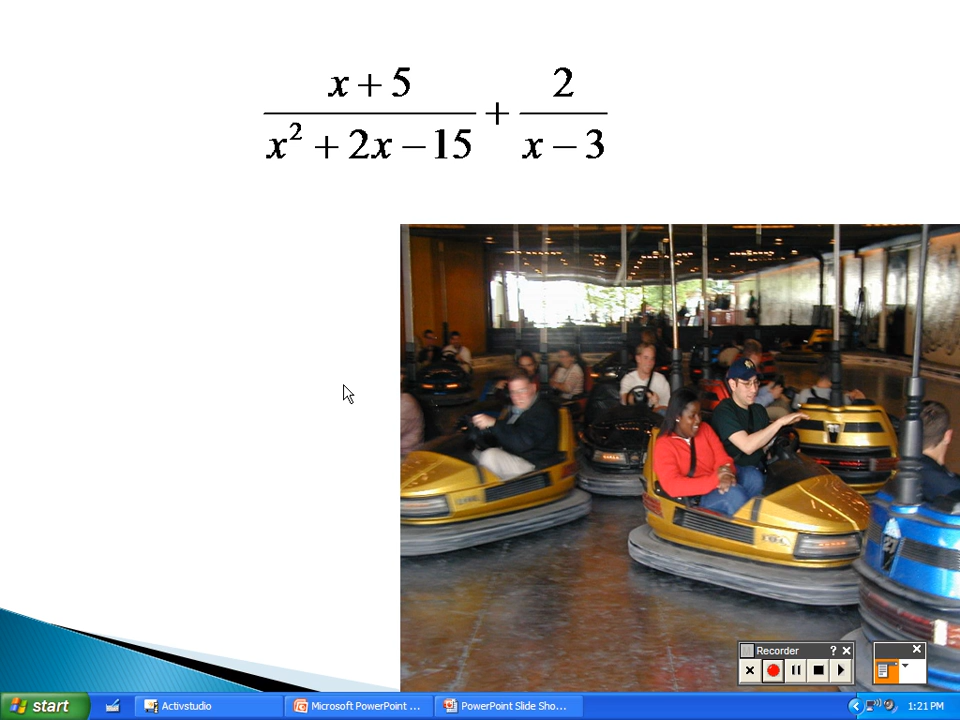 x + 5 / x² + 2x − 15 + 2 / x − 3
Recorder ? ×
start
Activstudio
Microsoft PowerPoint ...
PowerPoint Slide Sho...
1:21 PM